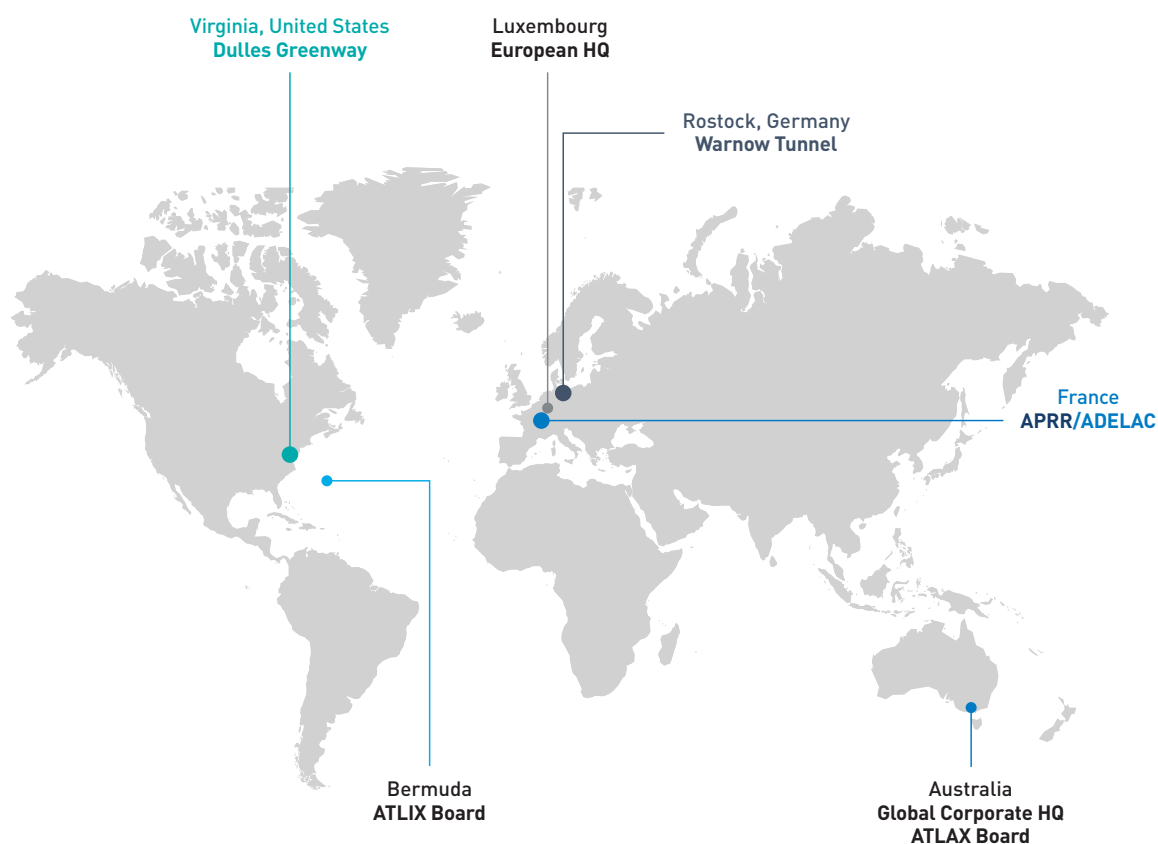 Virginia, United States
Dulles Greenway
Luxembourg
European HQ
Rostock, Germany
Warnow Tunnel
France
APRR/ADELAC
Bermuda
ATLIX Board
Australia
Global Corporate HQ
ATLAX Board